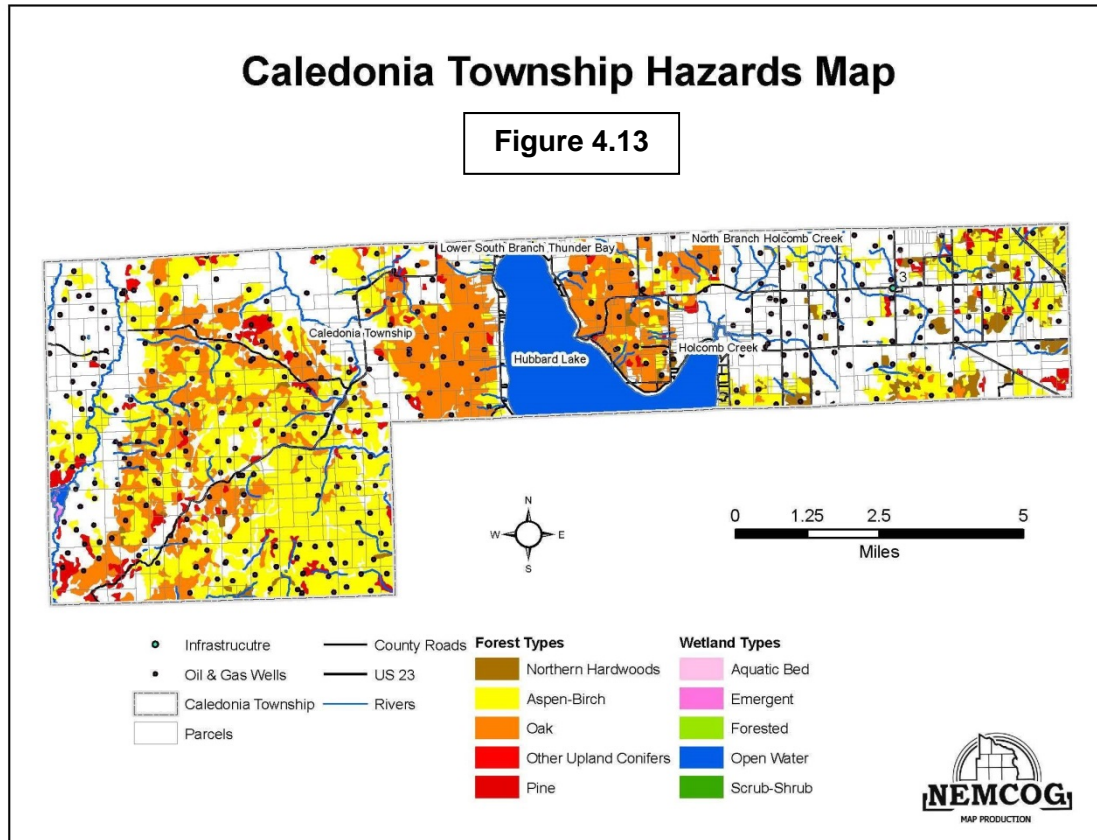 Caledonia Township Hazards Map
Figure 4.13
Lower South Branch Thunder Bay
North Branch Holcomb Creek
3
Caledonia Township
Hubbard Lake
Holcomb Creek
N
W E
S
0 1.25 2.5 5
Miles
Infrastrucutre
Oil & Gas Wells
Caledonia Township
Parcels
County Roads
US 23
Rivers
Forest Types
Northern Hardwoods
Aspen-Birch
Oak
Other Upland Conifers
Pine
Wetland Types
Aquatic Bed
Emergent
Forested
Open Water
Scrub-Shrub
NEMCOG
MAP PRODUCTION